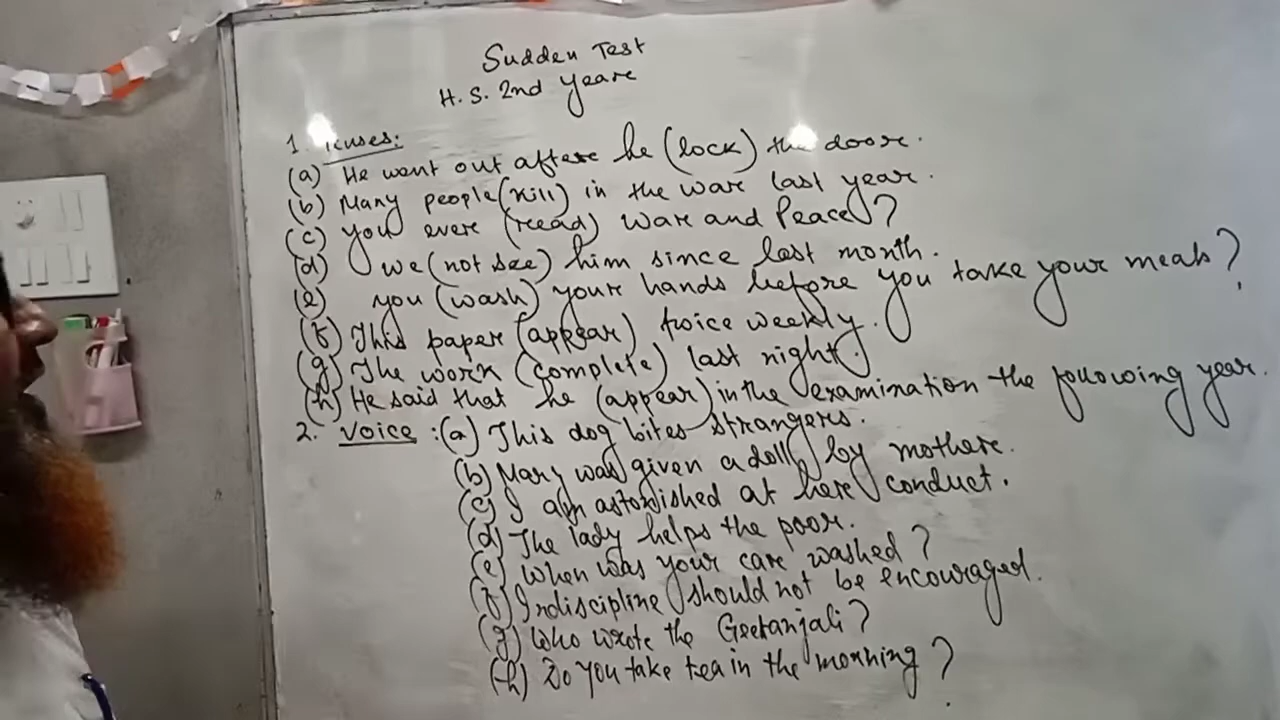 Sudden Test
H. S. 2nd Yeare
1. Tenses:
(a) He went out aftere he (lock) the doore.
(b) Many people (kill) in the ware last year.
(c) You evere (read) Ware and Peace?
(d) We (not see) him since last month.
(e) you (wash) your hands before you take your meals?
(f) This paper (appear) twice weekly.
(g) The work (complete) last night.
(h) He said that he (appear) in the examination the following year.
2. Voice : (a) This dog bites strangers.
(b) Mary was given a doll by mothere.
(c) I am astonished at here conduct.
(d) The lady helps the poor.
(e) When was your care washed?
(f) Indiscipline should not be encouraged.
(g) Who wrote the Geetanjali?
(h) Do you take tea in the morning?